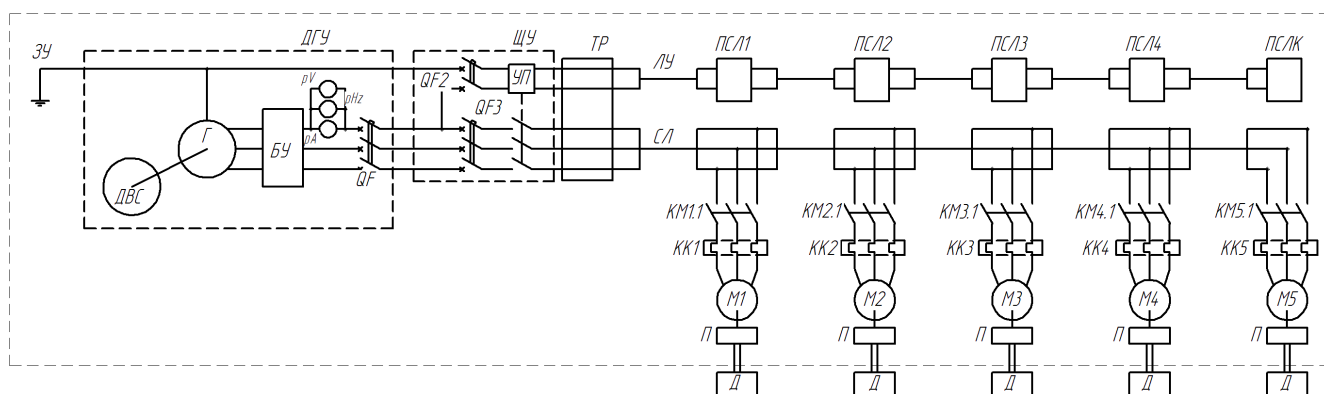 ДГУ ЩУ ТР ПСЛ1 ПСЛ2 ПСЛ3 ПСЛ4 ПСЛК
ЗУ ЛУ
pV QF2 УП
pHz QF3
Г pA СЛ
БУ
QF
ДВС
КМ1.1 КМ2.1 КМ3.1 КМ4.1 КМ5.1
КК1 КК2 КК3 КК4 КК5
М1 М2 М3 М4 М5
П П П П П
Д Д Д Д Д